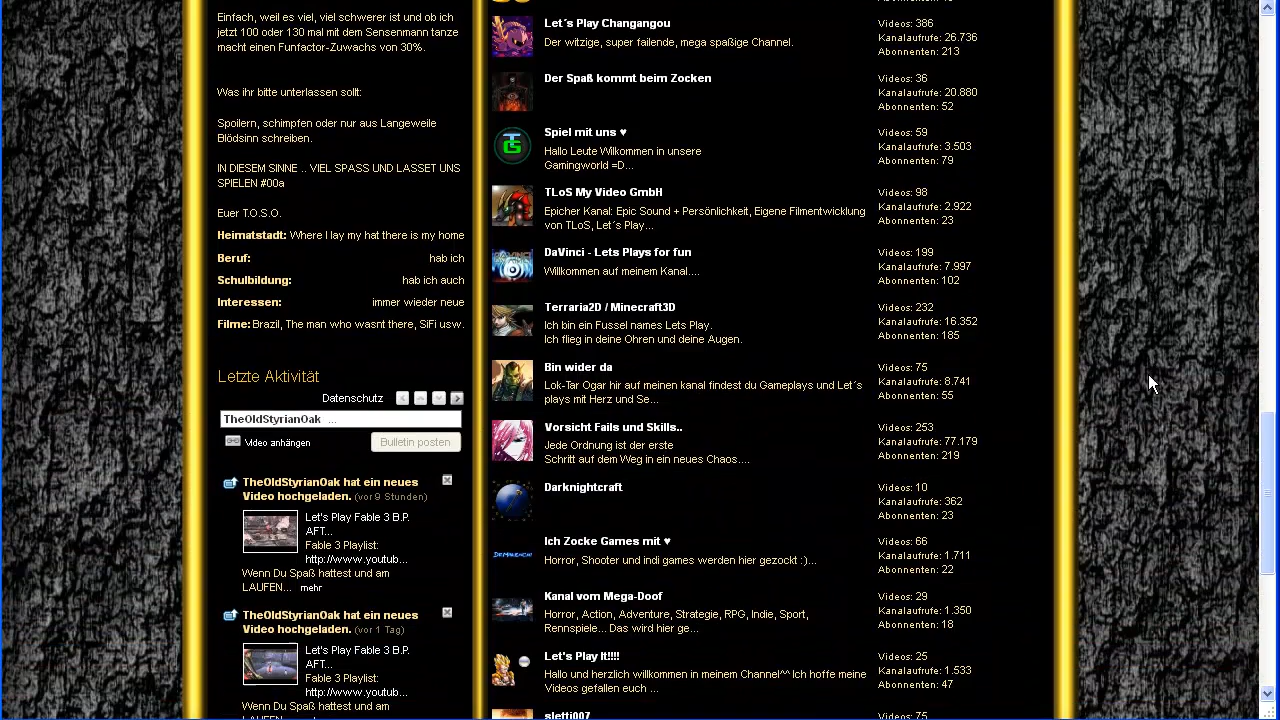 Einfach, weil es viel, viel schwerer ist und ob ich
jetzt 100 oder 130 mal mit dem Sensenmann tanze
macht einen Funfactor-Zuwachs von 30%.
Was ihr bitte unterlassen sollt:
Spoilern, schimpfen oder nur aus Langeweile
Blödsinn schreiben.
IN DIESEM SINNE .. VIEL SPASS UND LASSET UNS
SPIELEN #00a
Euer T.O.S.O.
Heimatstadt: Where I lay my hat there is my home
Beruf: hab ich
Schulbildung: hab ich auch
Interessen: immer wieder neue
Filme: Brazil, The man who wasnt there, SiFi usw.
Letzte Aktivität
Datenschutz
TheOldStyrianOak ...
Video anhängen
Bulletin posten
TheOldStyrianOak hat ein neues
Video hochgeladen. (vor 9 Stunden)
Let's Play Fable 3 B.P.
AFT...
Fable 3 Playlist:
http://www.youtub...
Wenn Du Spaß hattest und am
LAUFEN... mehr
TheOldStyrianOak hat ein neues
Video hochgeladen. (vor 1 Tag)
Let's Play Fable 3 B.P.
AFT...
Fable 3 Playlist:
http://www.youtub...
Wenn Du Spaß hattest und am
Let´s Play Changangou
Der witzige, super failende, mega spaßige Channel.
Videos: 386
Kanalaufrufe: 26.736
Abonnenten: 213
Der Spaß kommt beim Zocken
Videos: 36
Kanalaufrufe: 20.880
Abonnenten: 52
Spiel mit uns ♥
Hallo Leute Wilkommen in unsere
Gamingworld =D...
Videos: 59
Kanalaufrufe: 3.503
Abonnenten: 79
TLoS My Video GmbH
Epicher Kanal: Epic Sound + Persönlichkeit, Eigene Filmentwicklung
von TLoS, Let´s Play...
Videos: 98
Kanalaufrufe: 2.922
Abonnenten: 23
DaVinci - Lets Plays for fun
Willkommen auf meinem Kanal....
Videos: 199
Kanalaufrufe: 7.997
Abonnenten: 102
Terraria2D / Minecraft3D
Ich bin ein Fussel names Lets Play.
Ich flieg in deine Ohren und deine Augen.
Videos: 232
Kanalaufrufe: 16.352
Abonnenten: 185
Bin wider da
Lok-Tar Ogar hir auf meinen kanal findest du Gameplays und Let´s
plays mit Herz und Se...
Videos: 75
Kanalaufrufe: 8.741
Abonnenten: 55
Vorsicht Fails und Skills..
Jede Ordnung ist der erste
Schritt auf dem Weg in ein neues Chaos....
Videos: 253
Kanalaufrufe: 77.179
Abonnenten: 219
Darknightcraft
Videos: 10
Kanalaufrufe: 362
Abonnenten: 23
Ich Zocke Games mit ♥
Horror, Shooter und indi games werden hier gezockt :)...
Videos: 66
Kanalaufrufe: 1.711
Abonnenten: 22
Kanal vom Mega-Doof
Horror, Action, Adventure, Strategie, RPG, Indie, Sport,
Rennspiele... Das wird hier ge...
Videos: 29
Kanalaufrufe: 1.350
Abonnenten: 18
Let's Play It!!!!
Hallo und herzlich willkommen in meinem Channel^^ Ich hoffe meine
Videos gefallen euch ...
Videos: 25
Kanalaufrufe: 1.533
Abonnenten: 47
sletti007
Videos: 75